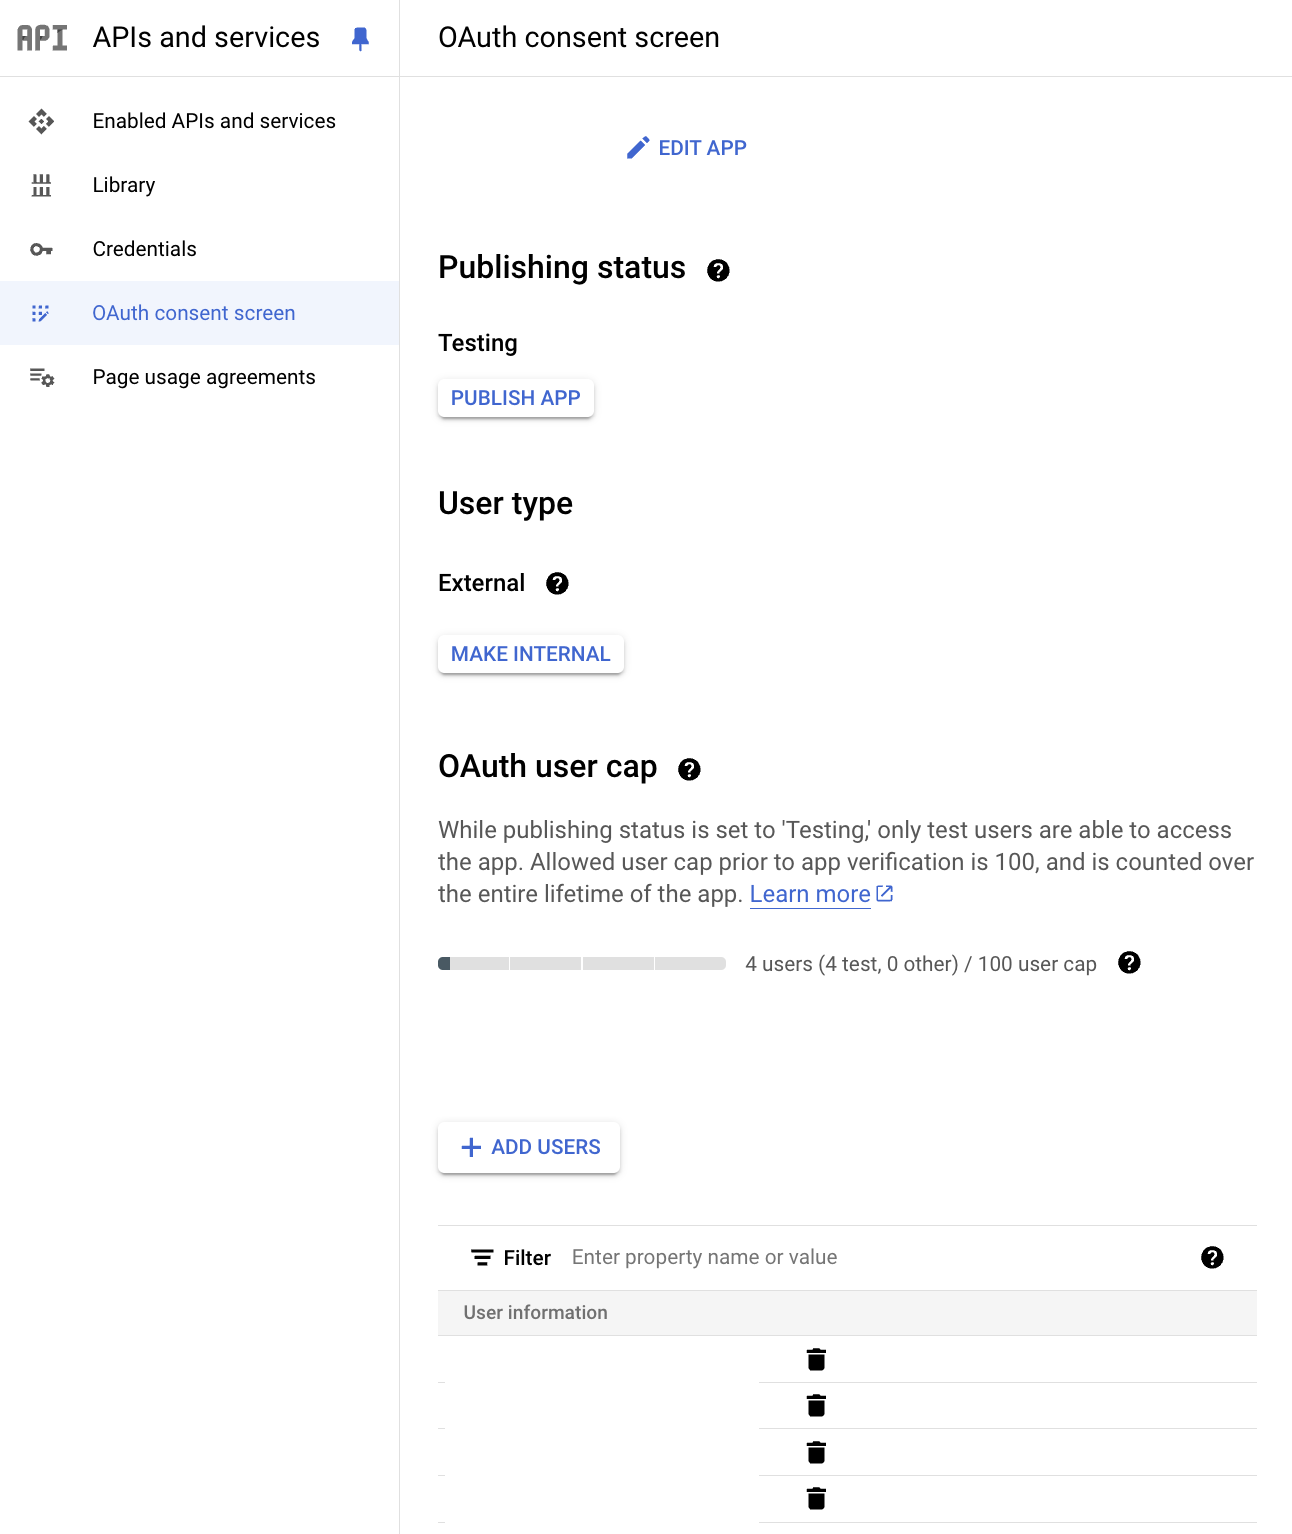 API APIs and services
OAuth consent screen
Enabled APIs and services
Library
Credentials
OAuth consent screen
Page usage agreements
EDIT APP
Publishing status
Testing
PUBLISH APP
User type
External
MAKE INTERNAL
OAuth user cap
While publishing status is set to 'Testing,' only test users are able to access
the app. Allowed user cap prior to app verification is 100, and is counted over
the entire lifetime of the app. Learn more
4 users (4 test, 0 other) / 100 user cap
ADD USERS
Filter Enter property name or value
User information